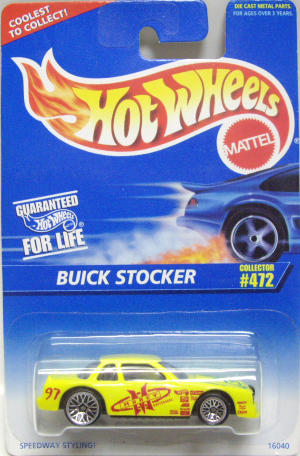 COOLEST
TO COLLECT!
DIE CAST METAL PARTS.
FOR AGES OVER 3 YEARS.
Hot Wheels
MATTEL
GUARANTEED
Hot Wheels
FOR LIFE
BUICK STOCKER
COLLECTOR
#472
97
SPEEDWAY STYLING!
16040